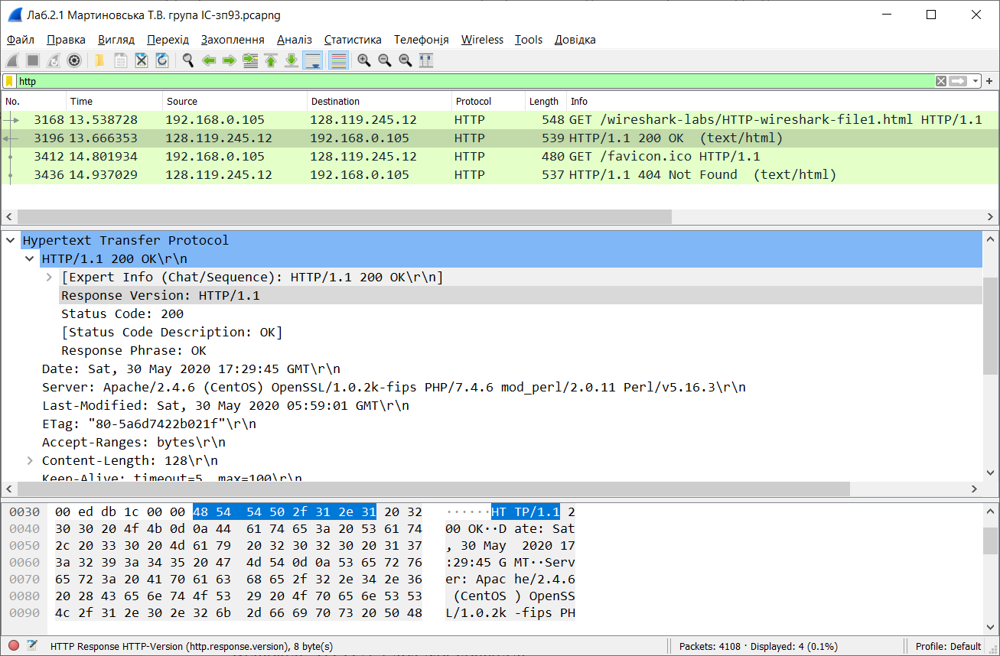 Лаб.2.1 Мартиновська Т.В. група ІС-зп93.pcapng
Файл Правка Вигляд Перехід Захоплення Аналіз Статистика Телефонія Wireless Tools Довідка
http
No. Time Source Destination Protocol Length Info
3168 13.538728 192.168.0.105 128.119.245.12 HTTP 548 GET /wireshark-labs/HTTP-wireshark-file1.html HTTP/1.1
3196 13.666353 128.119.245.12 192.168.0.105 HTTP 539 HTTP/1.1 200 OK (text/html)
3412 14.801934 192.168.0.105 128.119.245.12 HTTP 480 GET /favicon.ico HTTP/1.1
3436 14.937029 128.119.245.12 192.168.0.105 HTTP 537 HTTP/1.1 404 Not Found (text/html)
Hypertext Transfer Protocol
HTTP/1.1 200 OK\r\n
[Expert Info (Chat/Sequence): HTTP/1.1 200 OK\r\n]
Response Version: HTTP/1.1
Status Code: 200
[Status Code Description: OK]
Response Phrase: OK
Date: Sat, 30 May 2020 17:29:45 GMT\r\n
Server: Apache/2.4.6 (CentOS) OpenSSL/1.0.2k-fips PHP/7.4.6 mod_perl/2.0.11 Perl/v5.16.3\r\n
Last-Modified: Sat, 30 May 2020 05:59:01 GMT\r\n
ETag: "80-5a6d7422b021f"\r\n
Accept-Ranges: bytes\r\n
Content-Length: 128\r\n
Keep-Alive: timeout=5, max=100\r\n
0030 00 ed db 1c 00 00 48 54 54 50 2f 31 2e 31 20 32 ······HT TP/1.1 2
0040 30 30 20 4f 4b 0d 0a 44 61 74 65 3a 20 53 61 74 00 OK··D ate: Sat
0050 2c 20 33 30 20 4d 61 79 20 32 30 32 30 20 31 37 , 30 May 2020 17
0060 3a 32 39 3a 34 35 20 47 4d 54 0d 0a 53 65 72 76 :29:45 G MT··Serv
0070 65 72 3a 20 41 70 61 63 68 65 2f 32 2e 34 2e 36 er: Apac he/2.4.6
0080 20 28 43 65 6e 74 4f 53 29 20 4f 70 65 6e 53 53 (CentOS ) OpenSS
0090 4c 2f 31 2e 30 2e 32 6b 2d 66 69 70 73 20 50 48 L/1.0.2k -fips PH
HTTP Response HTTP-Version (http.response.version), 8 byte(s) Packets: 4108 · Displayed: 4 (0.1%) Profile: Default